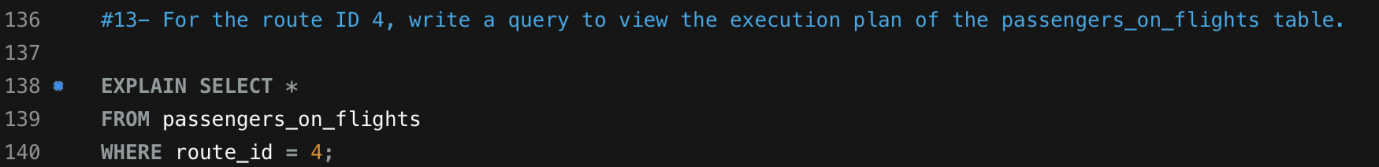 136 #13- For the route ID 4, write a query to view the execution plan of the passengers_on_flights table.
137
138 EXPLAIN SELECT *
139 FROM passengers_on_flights
140 WHERE route_id = 4;